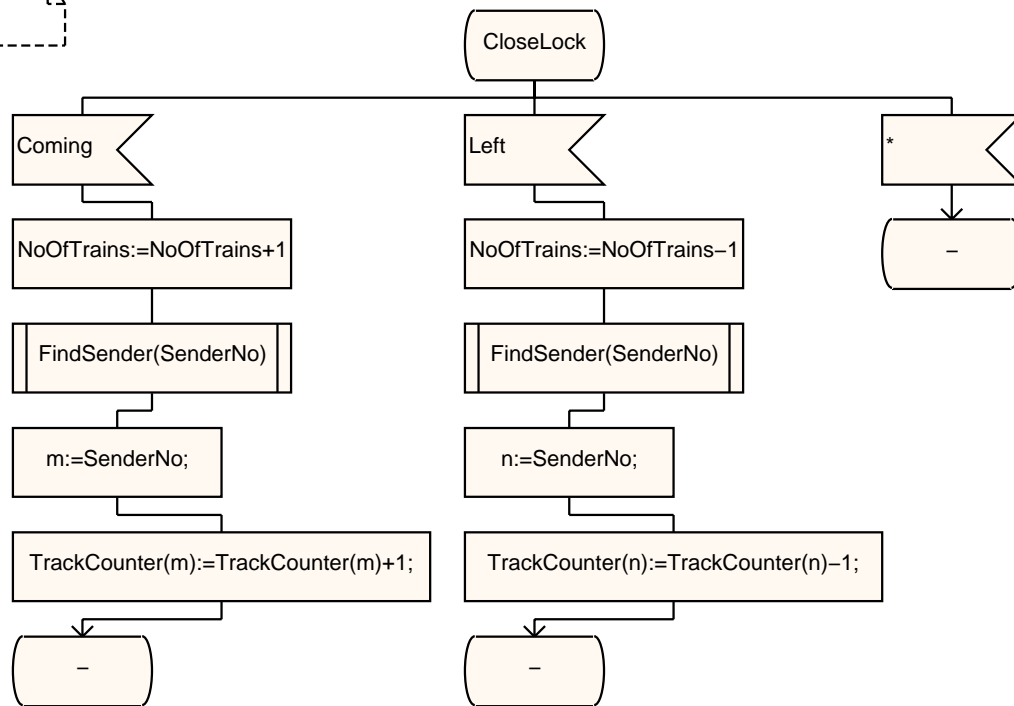 CloseLock
Coming
Left
*
NoOfTrains:=NoOfTrains+1
NoOfTrains:=NoOfTrains−1
–
FindSender(SenderNo)
FindSender(SenderNo)
m:=SenderNo;
n:=SenderNo;
TrackCounter(m):=TrackCounter(m)+1;
TrackCounter(n):=TrackCounter(n)−1;
–
–